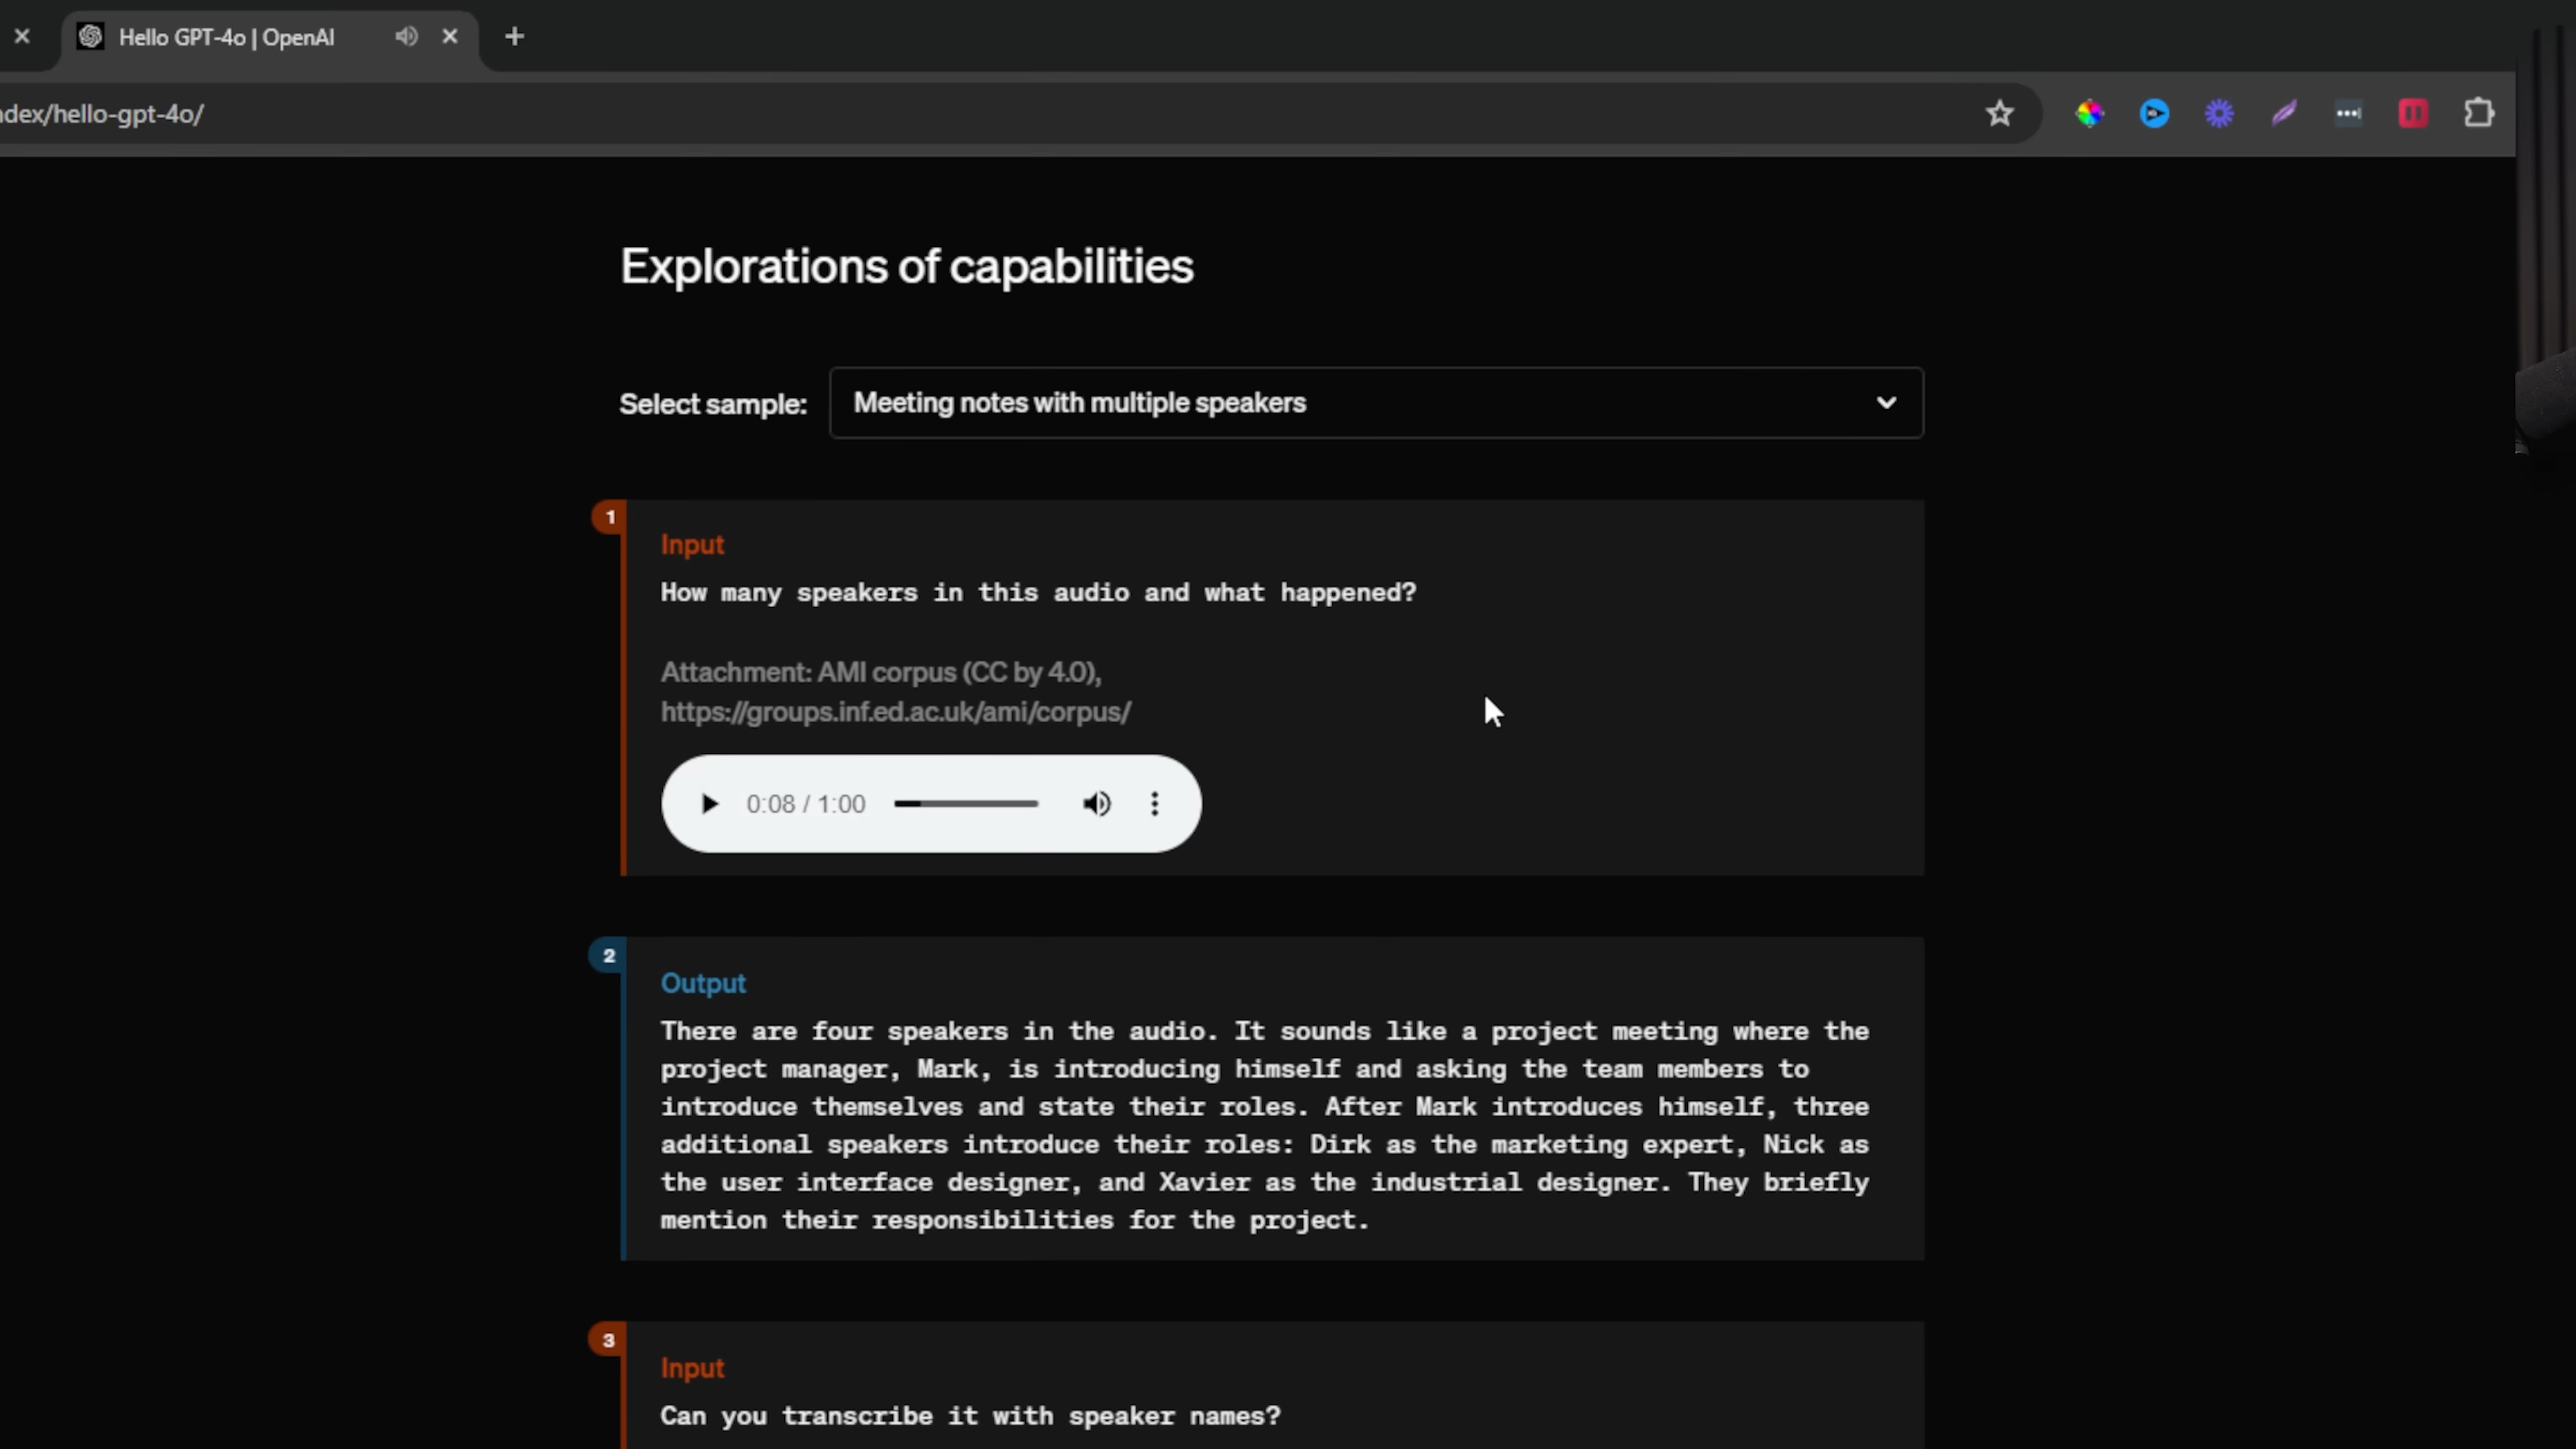 Hello GPT-4o | OpenAI
ndex/hello-gpt-4o/
Explorations of capabilities
Select sample:
Meeting notes with multiple speakers
1
Input
How many speakers in this audio and what happened?
Attachment: AMI corpus (CC by 4.0),
https://groups.inf.ed.ac.uk/ami/corpus/
0:08 / 1:00
2
Output
There are four speakers in the audio. It sounds like a project meeting where the
project manager, Mark, is introducing himself and asking the team members to
introduce themselves and state their roles. After Mark introduces himself, three
additional speakers introduce their roles: Dirk as the marketing expert, Nick as
the user interface designer, and Xavier as the industrial designer. They briefly
mention their responsibilities for the project.
3
Input
Can you transcribe it with speaker names?